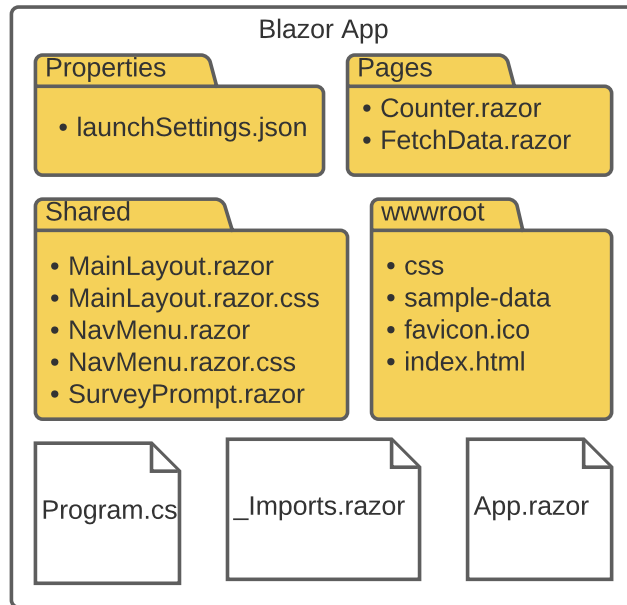 Blazor App
Properties
• launchSettings.json
Pages
• Counter.razor
• FetchData.razor
Shared
• MainLayout.razor
• MainLayout.razor.css
• NavMenu.razor
• NavMenu.razor.css
• SurveyPrompt.razor
wwwroot
• css
• sample-data
• favicon.ico
• index.html
Program.cs
_Imports.razor
App.razor